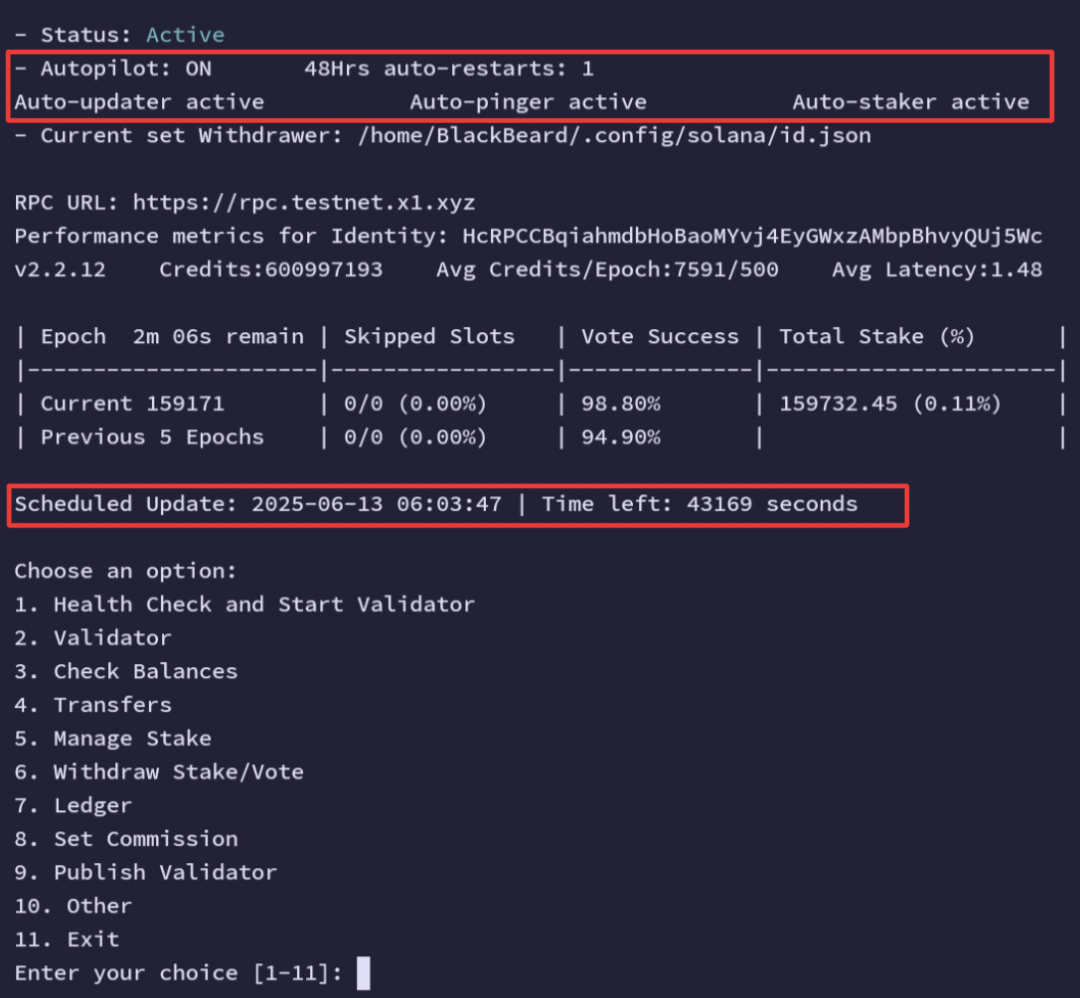 - Status: Active
- Autopilot: ON 48Hrs auto-restarts: 1
Auto-updater active Auto-pinger active Auto-staker active
- Current set Withdrawer: /home/BlackBeard/.config/solana/id.json
RPC URL: https://rpc.testnet.x1.xyz
Performance metrics for Identity: HcRPCCBqiahmdbHoBaoMYvj4EyGWxzAMbpBhvyQUj5Wc
v2.2.12 Credits:600997193 Avg Credits/Epoch:7591/500 Avg Latency:1.48
| Epoch 2m 06s remain | Skipped Slots | Vote Success | Total Stake (%) |
|----------------------|-----------------|--------------|----------------------|
| Current 159171 | 0/0 (0.00%) | 98.80% | 159732.45 (0.11%) |
| Previous 5 Epochs | 0/0 (0.00%) | 94.90% | |
Scheduled Update: 2025-06-13 06:03:47 | Time left: 43169 seconds
Choose an option:
1. Health Check and Start Validator
2. Validator
3. Check Balances
4. Transfers
5. Manage Stake
6. Withdraw Stake/Vote
7. Ledger
8. Set Commission
9. Publish Validator
10. Other
11. Exit
Enter your choice [1-11]: